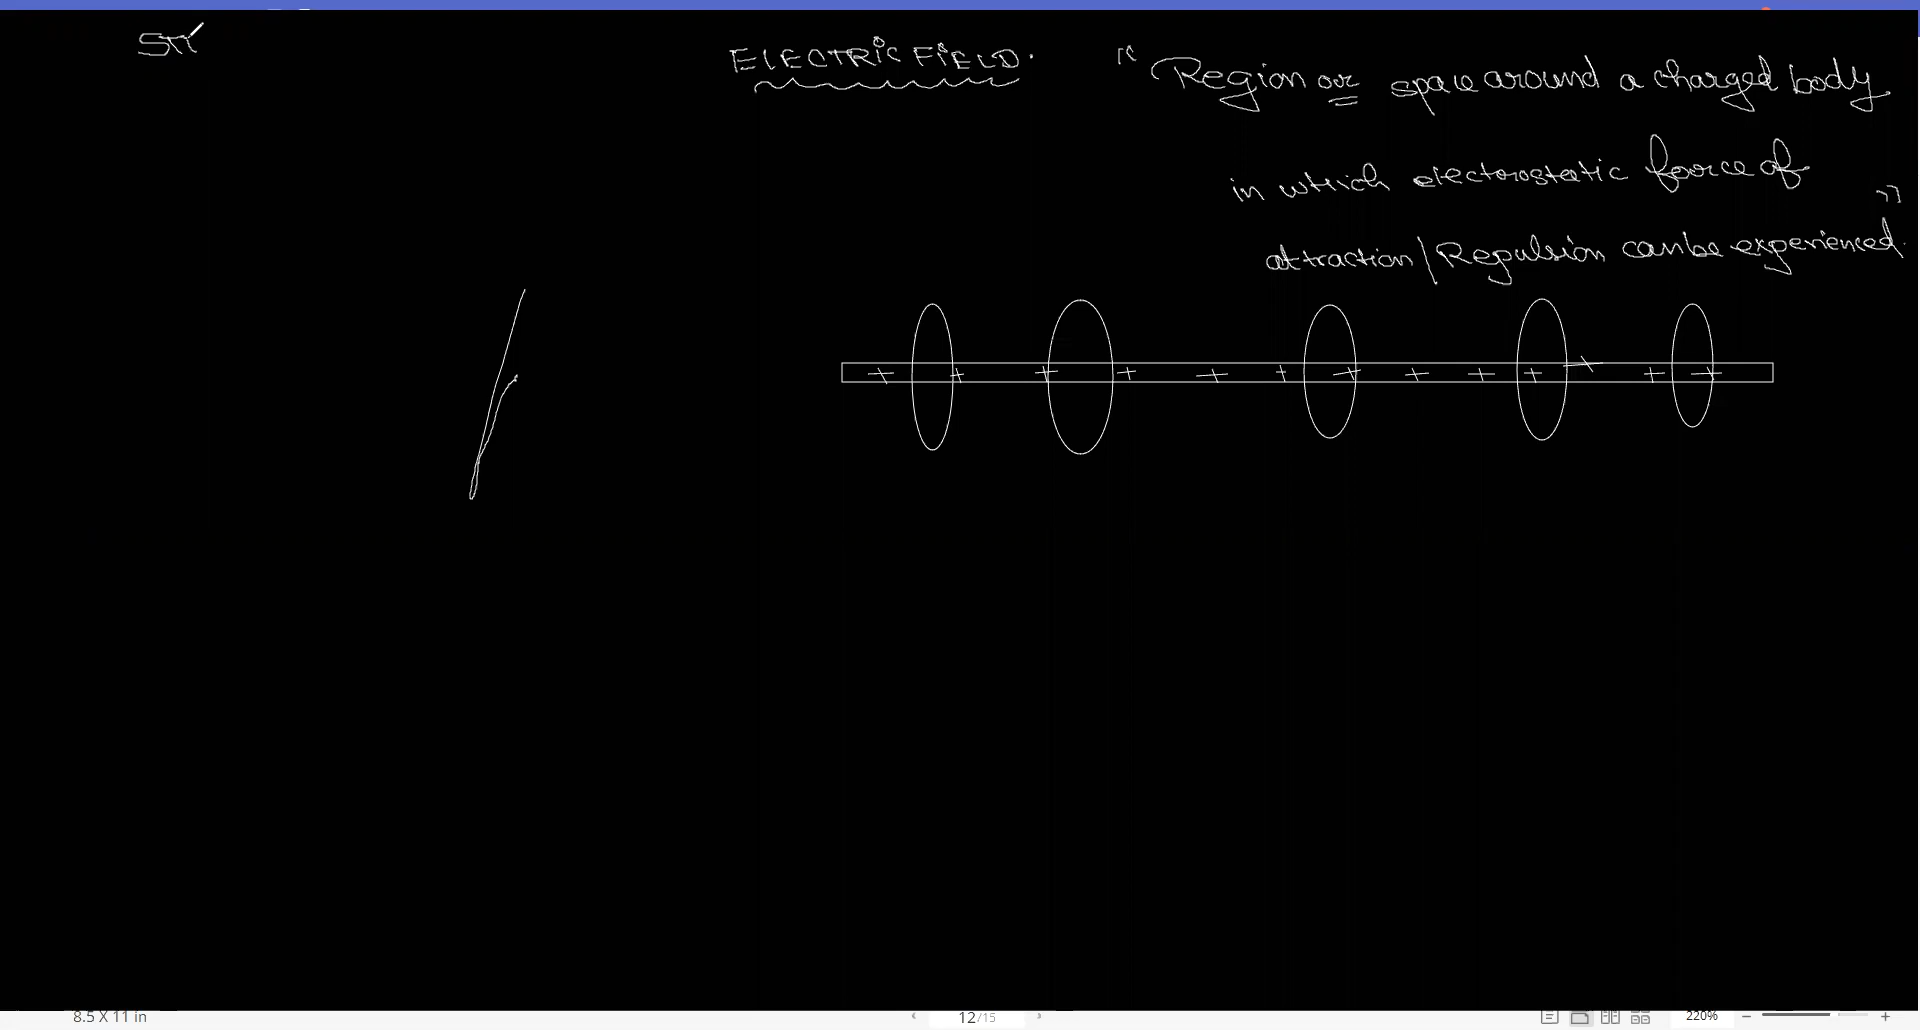 ELECTRIC FIELD. " Region or space around a charged body
in which electrostatic force of
attraction/Repulsion can be experienced. "
+ + + + + + + + + + + + +
8.5 X 11 in
12/15
220%